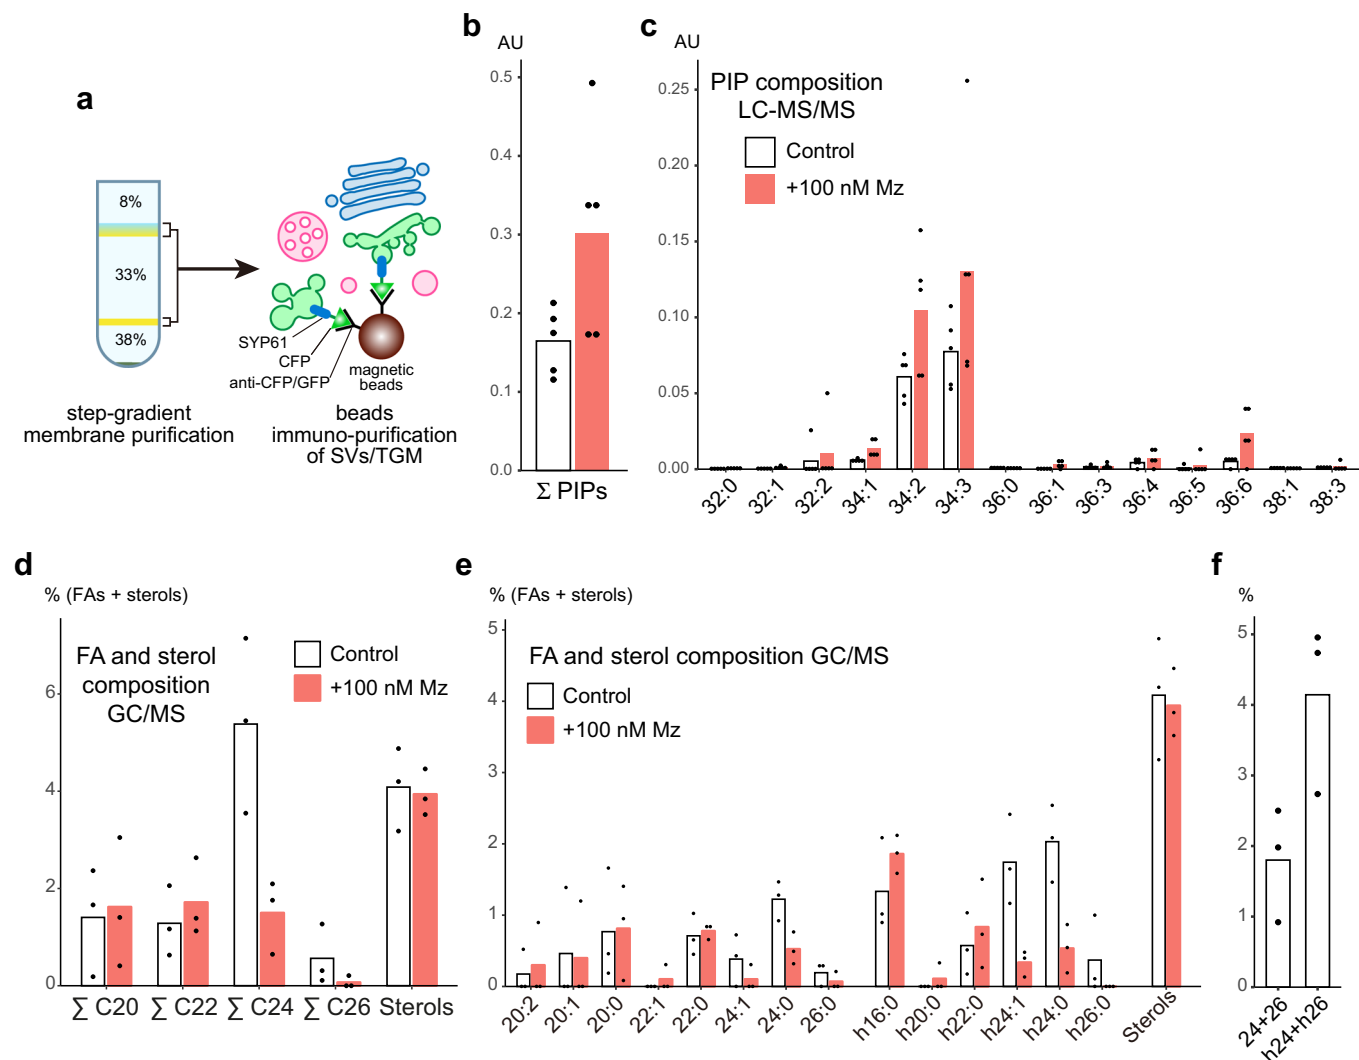 a
8%
33%
38%
step-gradient
membrane purification
SYP61
CFP
anti-CFP/GFP
magnetic
beads
beads
immuno-purification
of SVs/TGM
b
AU
0.5
0.4
0.3
0.2
0.1
0.0
Σ PIPs
c
AU
0.25
0.20
0.15
0.10
0.05
0.00
PIP composition
LC-MS/MS
Control
+100 nM Mz
32:0
32:1
32:2
34:1
34:2
34:3
36:0
36:1
36:3
36:4
36:5
36:6
38:1
38:3
d
% (FAs + sterols)
6
4
2
0
FA and sterol
composition
GC/MS
Control
+100 nM Mz
∑ C20
∑ C22
∑ C24
∑ C26
Sterols
e
% (FAs + sterols)
5
4
3
2
1
0
FA and sterol composition GC/MS
Control
+100 nM Mz
20:2
20:1
20:0
22:1
22:0
24:1
24:0
26:0
h16:0
h20:0
h22:0
h24:1
h24:0
h26:0
Sterols
f
%
5
4
3
2
1
0
24+26
h24+h26